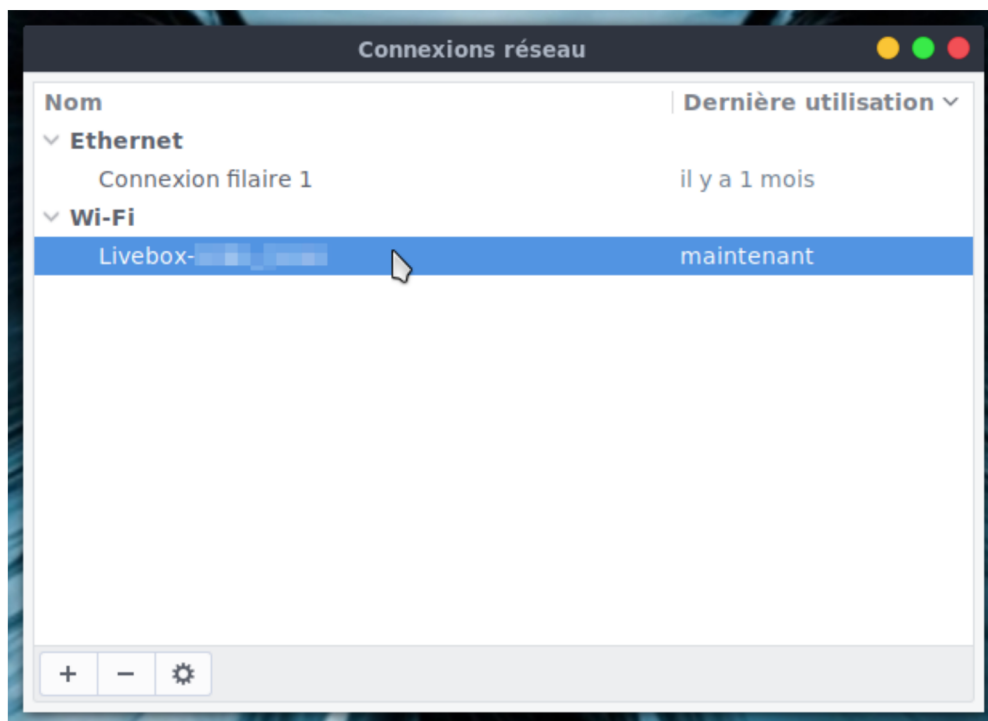 Connexions réseau
Nom Dernière utilisation
Ethernet
Connexion filaire 1 il y a 1 mois
Wi-Fi
Livebox- maintenant